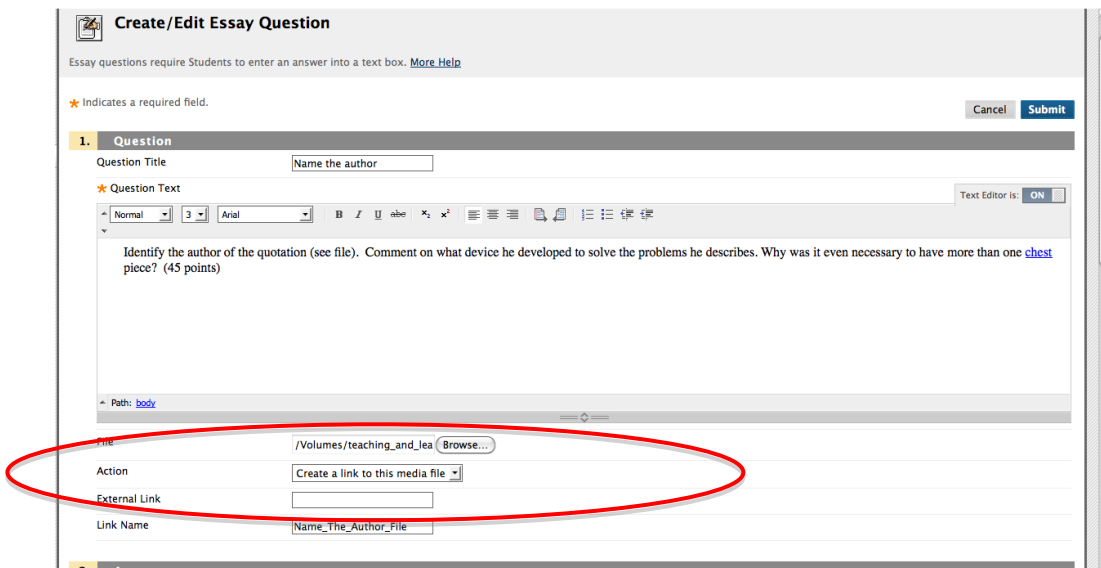 Create/Edit Essay Question
Essay questions require Students to enter an answer into a text box. More Help
Indicates a required field.
Cancel Submit
1. Question
Question Title Name the author
Question Text
Text Editor is: ON
Normal 3 Arial B I U abc x₂ x²
Identify the author of the quotation (see file). Comment on what device he developed to solve the problems he describes. Why was it even necessary to have more than one chest
piece? (45 points)
Path: body
File /Volumes/teaching_and_lea Browse...
Action Create a link to this media file
External Link
Link Name Name_The_Author_File